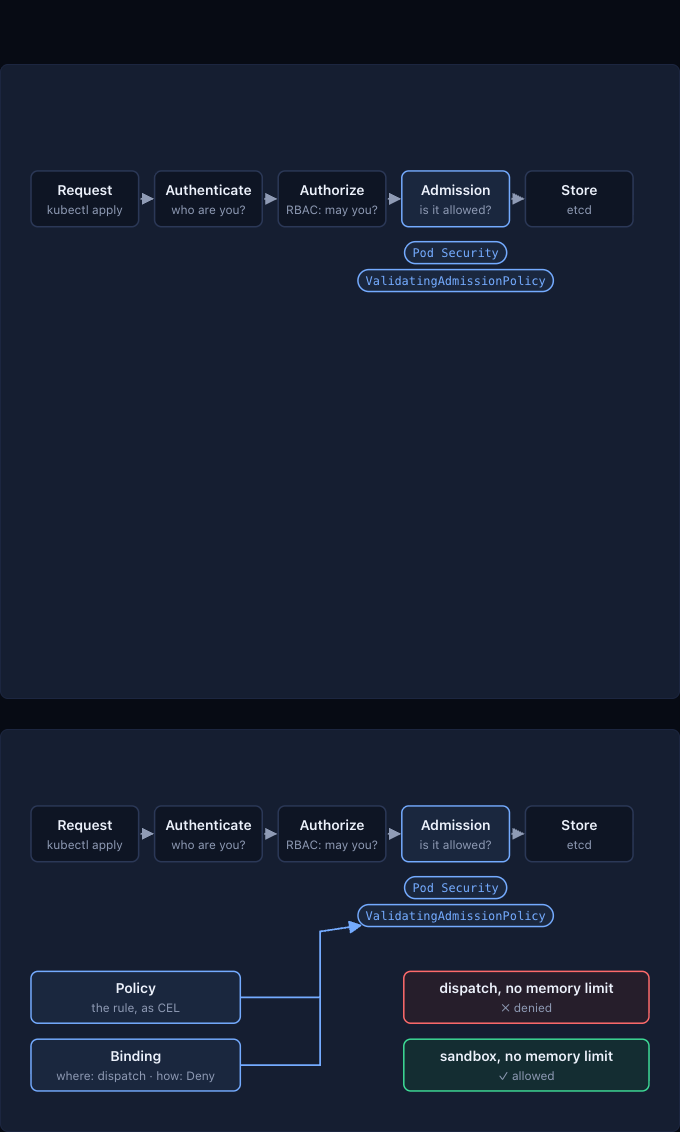 Request
kubectl apply
Authenticate
who are you?
Authorize
RBAC: may you?
Admission
is it allowed?
Store
etcd
Pod Security
ValidatingAdmissionPolicy
Request
kubectl apply
Authenticate
who are you?
Authorize
RBAC: may you?
Admission
is it allowed?
Store
etcd
Pod Security
ValidatingAdmissionPolicy
Policy
the rule, as CEL
Binding
where: dispatch · how: Deny
dispatch, no memory limit
✕ denied
sandbox, no memory limit
✓ allowed